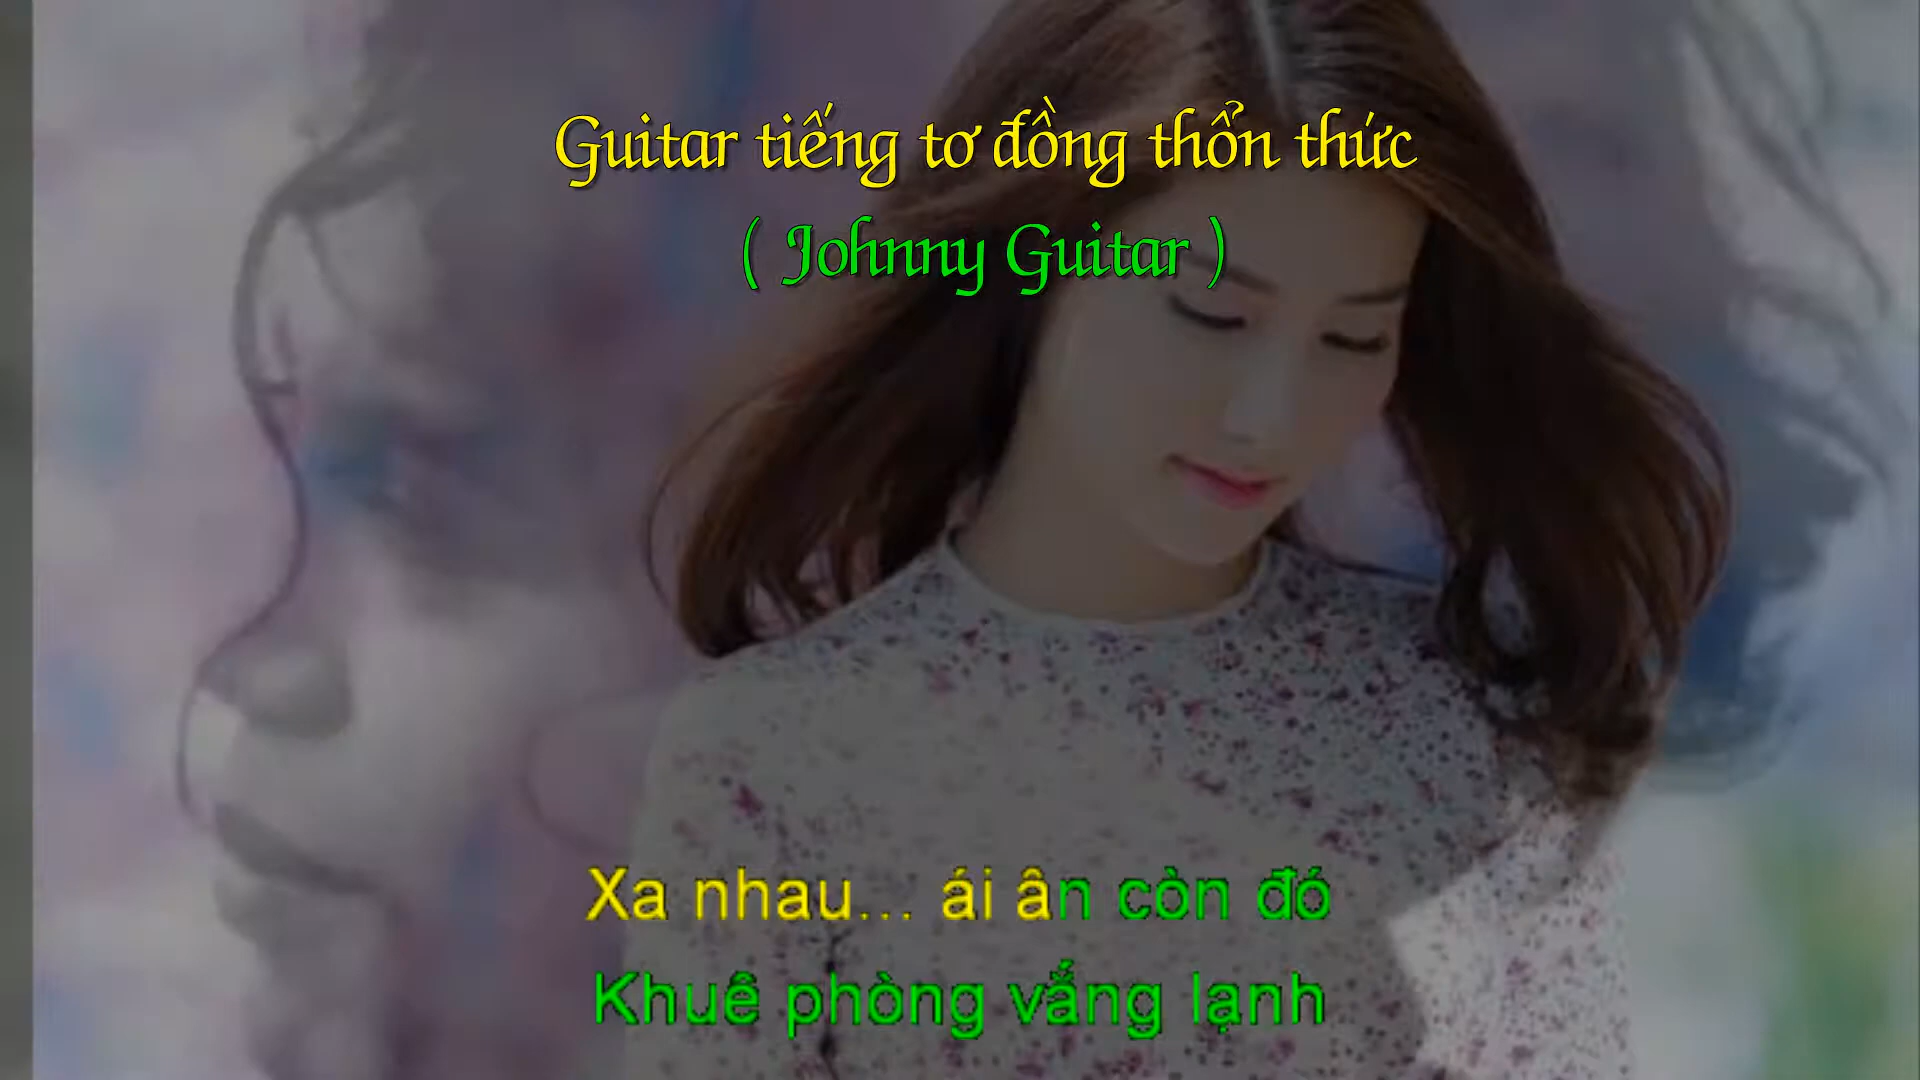 Guitar tiếng tơ đồng thổn thức
( Johnny Guitar )
Xa nhau... ái ân còn đó
Khuê phòng vắng lạnh